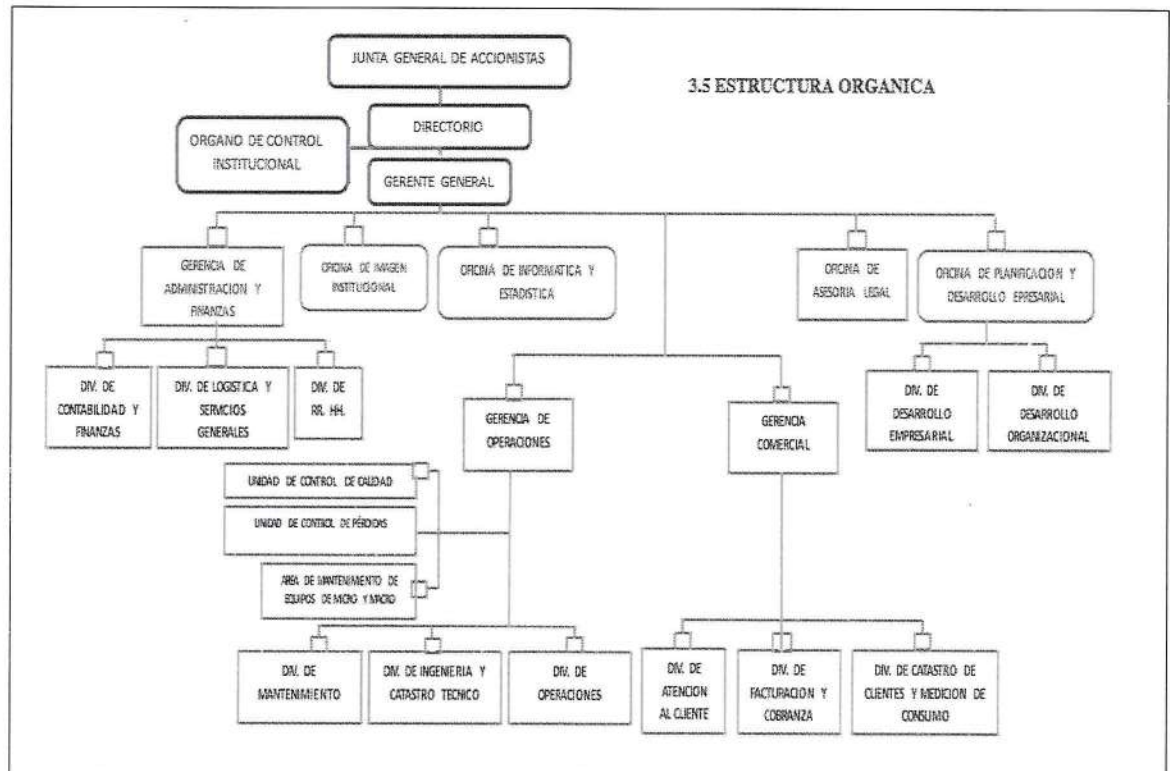 JUNTA GENERAL DE ACCIONISTAS
3.5 ESTRUCTURA ORGANICA
DIRECTORIO
ORGANO DE CONTROL
INSTITUCIONAL
GERENTE GENERAL
GERENCIA DE
ADMINISTRACION Y
FINANZAS
OFICINA DE IMAGEN
INSTITUCIONAL
OFICINA DE INFORMATICA Y
ESTADISTICA
OFICINA DE
ASESORIA LEGAL
OFICINA DE PLANIFICACION Y
DESARROLLO EPRESARIAL
DIV. DE
CONTABILIDAD Y
FINANZAS
DIV. DE LOGISTICA Y
SERVICIOS
GENERALES
DIV. DE
RR. HH.
GERENCIA DE
OPERACIONES
GERENCIA
COMERCIAL
DIV. DE
DESARROLLO
EMPRESARIAL
DIV. DE
DESARROLLO
ORGANIZACIONAL
UNIDAD DE CONTROL DE CALIDAD
UNIDAD DE CONTROL DE PÉRDIDAS
AREA DE MANTENIMIENTO DE
EQUIPOS DE MICRO Y MACRO
DIV. DE
MANTENIMIENTO
DIV. DE INGENIERIA Y
CATASTRO TECNICO
DIV. DE
OPERACIONES
DIV. DE
ATENCION
AL CLIENTE
DIV. DE
FACTURACION Y
COBRANZA
DIV. DE CATASTRO DE
CLIENTES Y MEDICION DE
CONSUMO